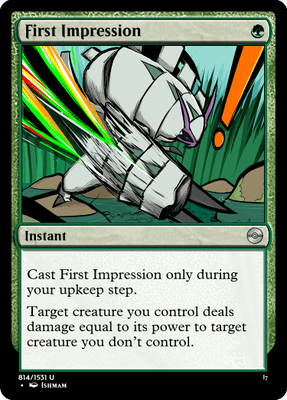 First Impression
Instant
Cast First Impression only during
your upkeep step.
Target creature you control deals
damage equal to its power to target
creature you don't control.
814/1531 U
I7
• Ishmam